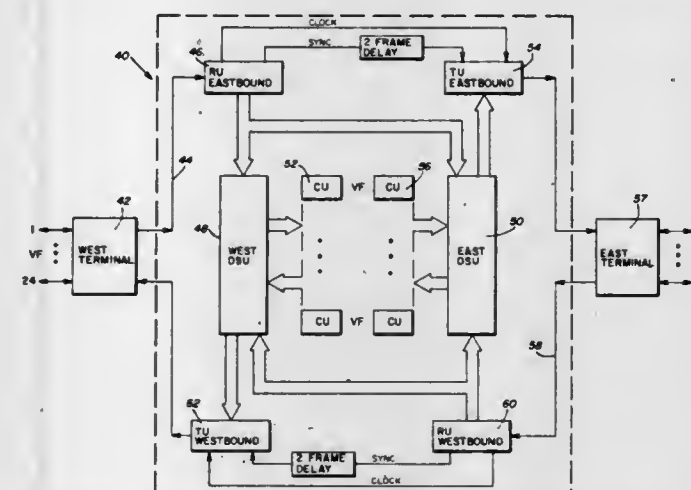 CLOCK
SYNC
2 FRAME
DELAY
40
46
RU
EASTBOUND
54
TU
EASTBOUND
44
52
CU
VF
CU
56
42
1
VF
24
WEST
TERMINAL
48
WEST
DSU
50
EAST
DSU
57
EAST
TERMINAL
CU
VF
CU
58
62
TU
WESTBOUND
60
RU
WESTBOUND
2 FRAME
DELAY
SYNC
CLOCK